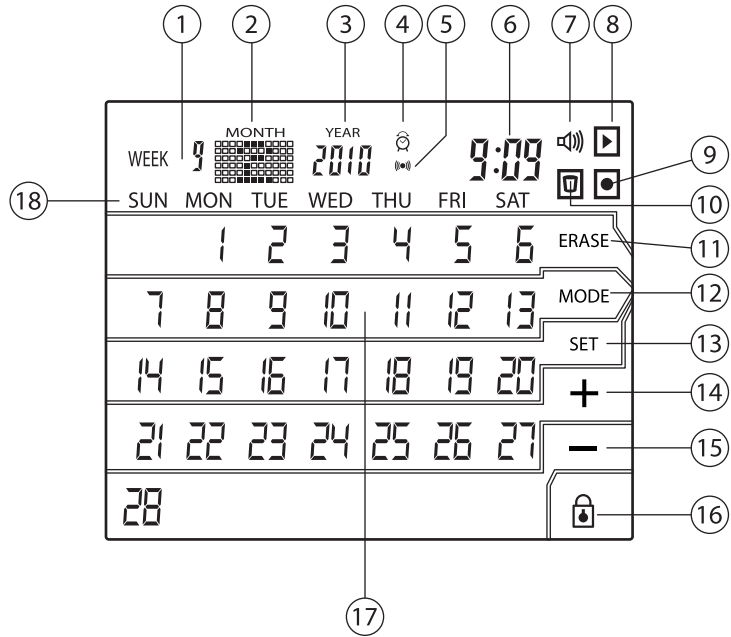 1 2 3 4 5 6 7 8
MONTH YEAR
WEEK 9 2 2010 9:09
9
10
18 SUN MON TUE WED THU FRI SAT
1 2 3 4 5 6 ERASE 11
7 8 9 10 11 12 13 MODE 12
SET 13
14 15 16 17 18 19 20 + 14
21 22 23 24 25 26 27 − 15
28 16
17